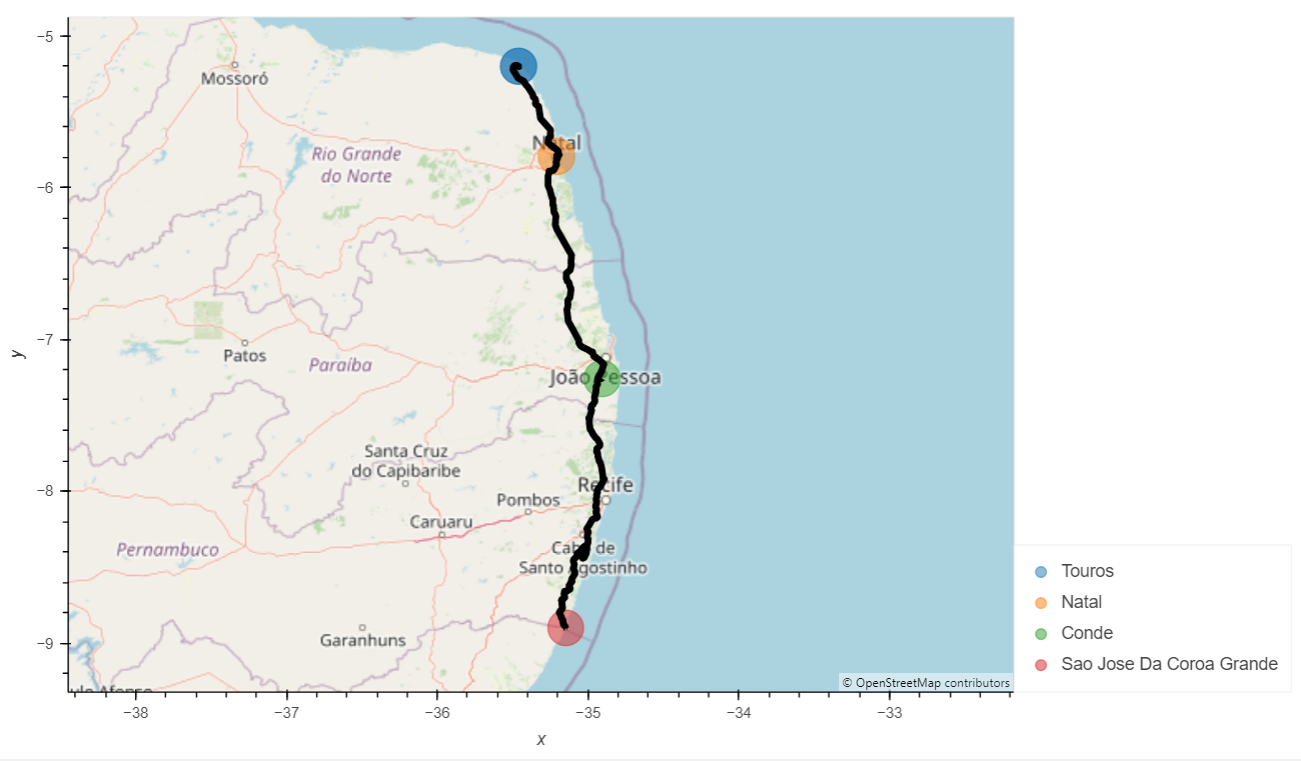 −5
Mossoró
Natal
Rio Grande
do Norte
−6
y
−7
Patos
Paraíba
João Pessoa
Santa Cruz
do Capibaribe
−8
Recife
Pombos
Caruaru
Pernambuco
Cabo de
Santo Agostinho
Touros
Natal
Conde
Garanhuns
−9
Sao Jose Da Coroa Grande
© OpenStreetMap contributors
−38
−37
−36
−35
−34
−33
x